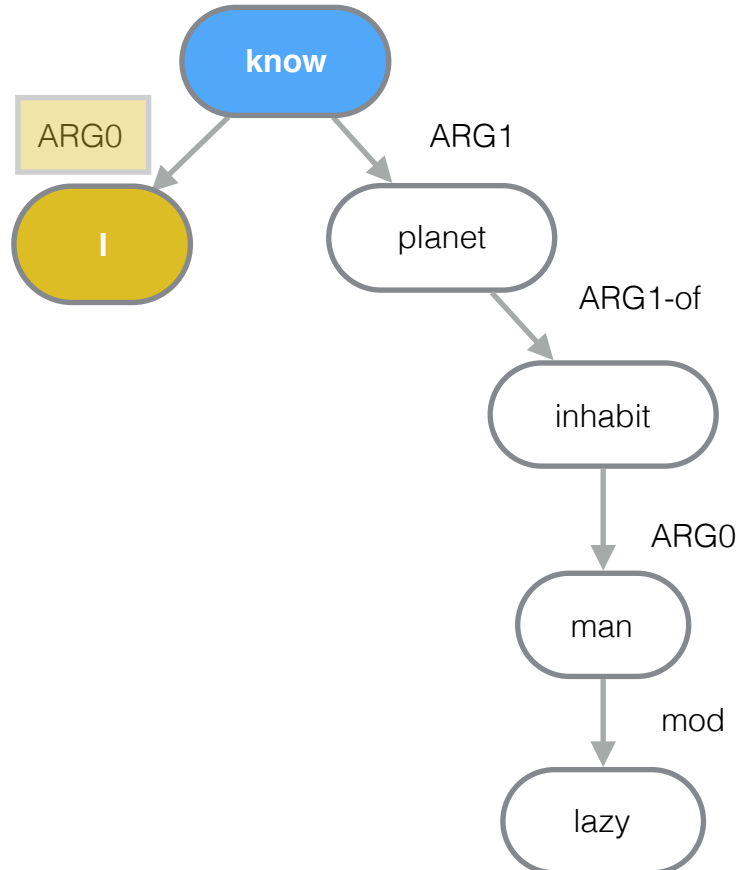 know
ARG0
ARG1
I
planet
ARG1-of
inhabit
ARG0
man
mod
lazy